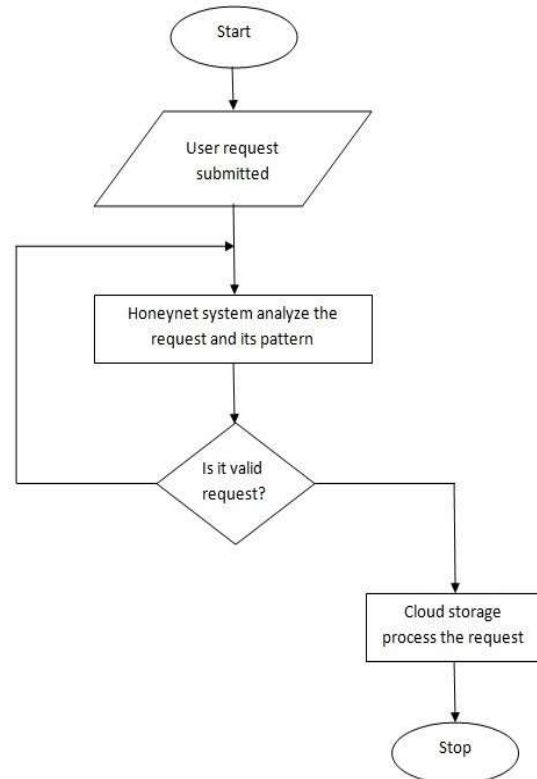 Start
User request
submitted
Honeynet system analyze the
request and its pattern
Is it valid
request?
Cloud storage
process the request
Stop